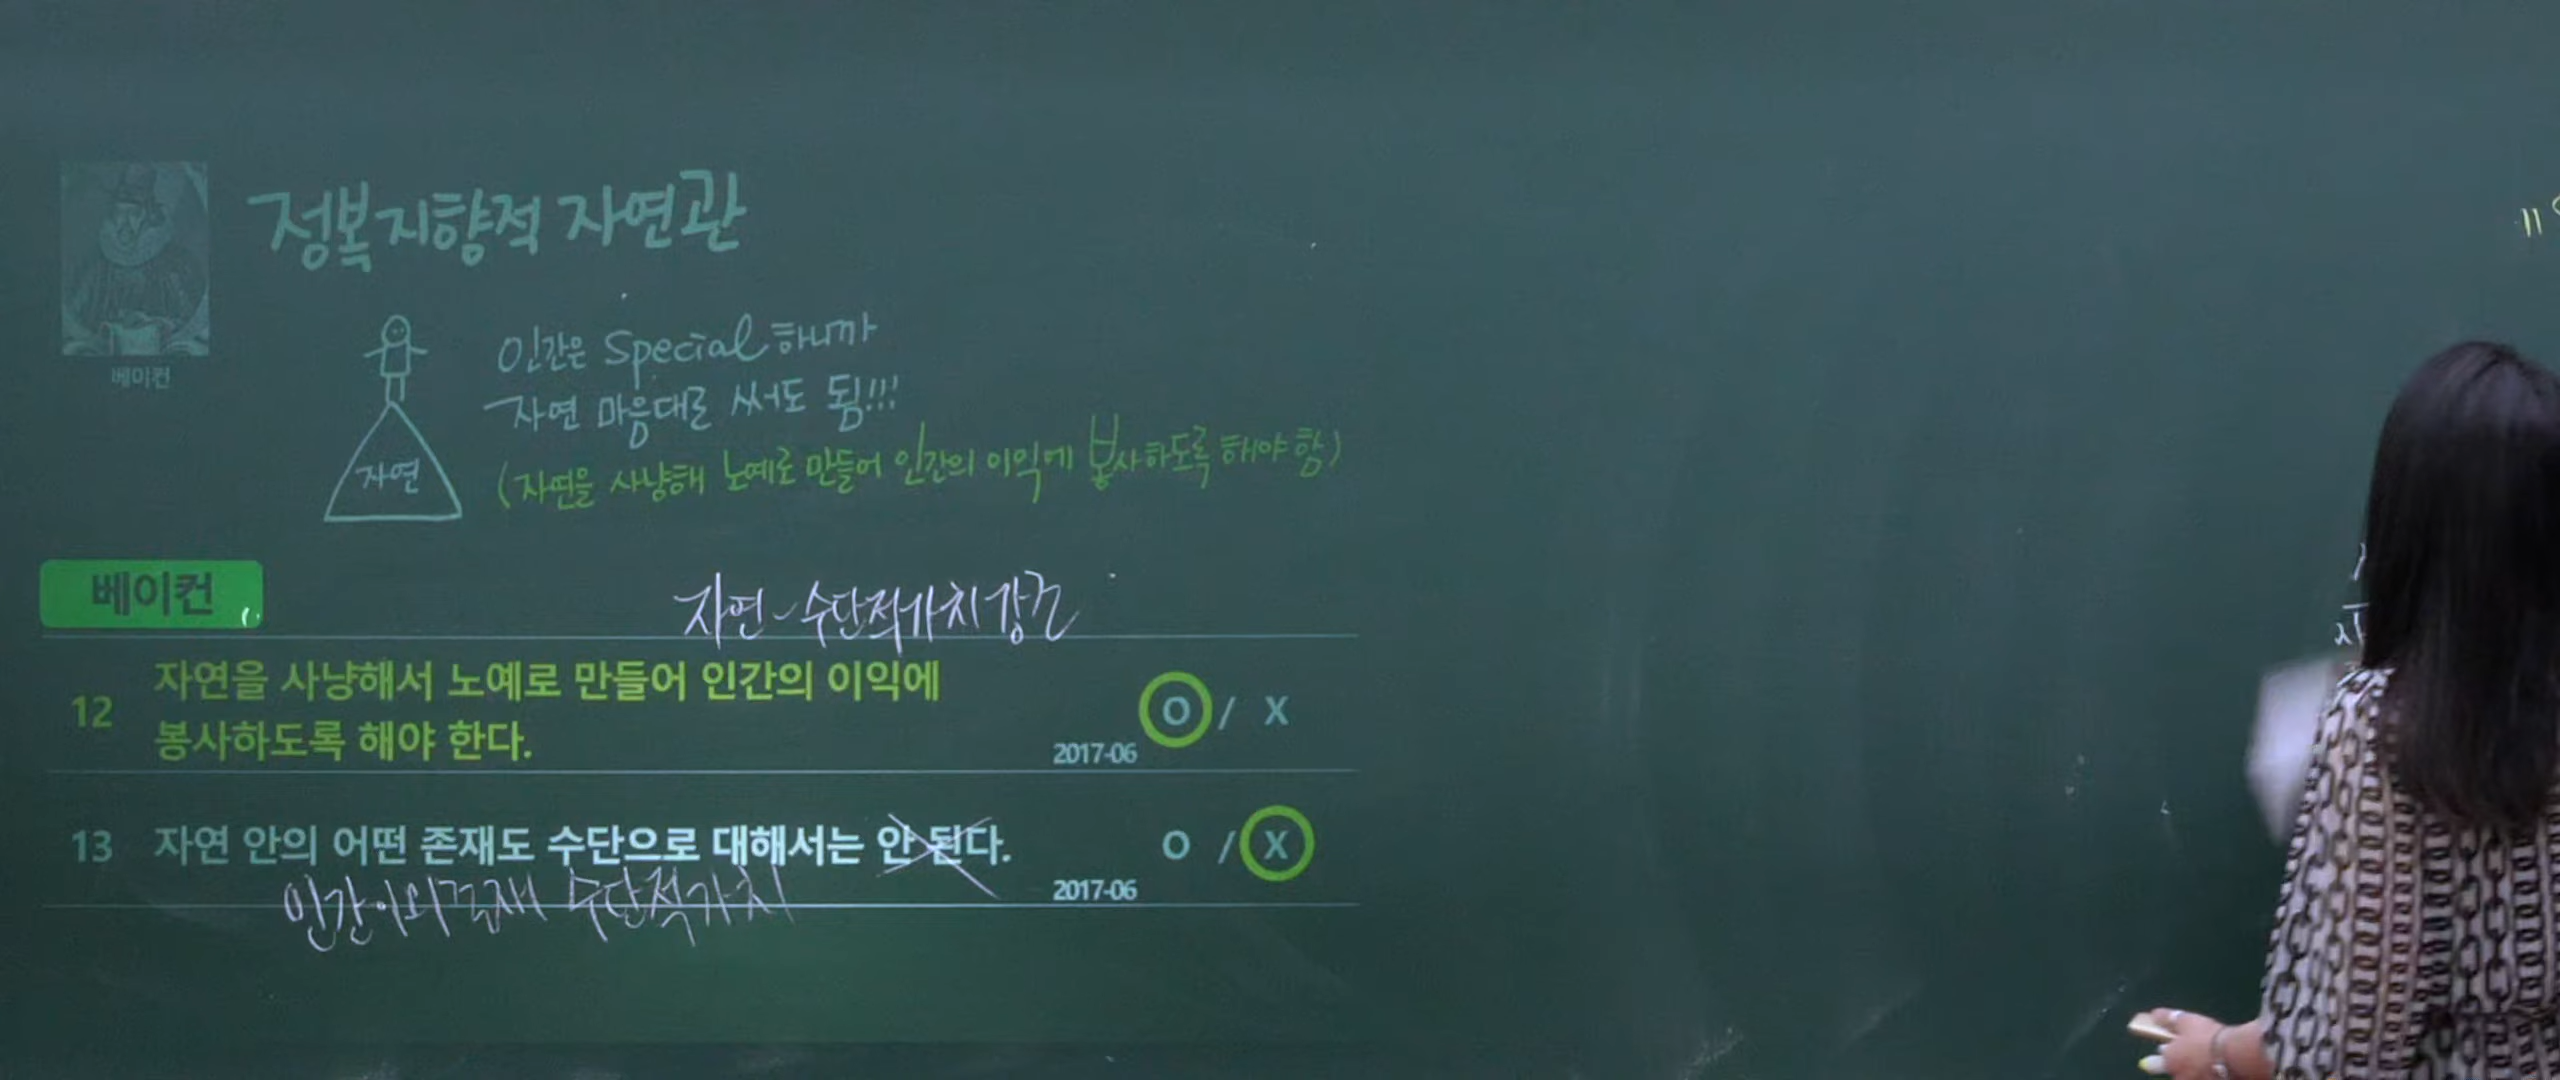 정복지향적 자연관
베이컨
인간은 Special 하니까
자연 마음대로 써도 됨!!!
자연
(자연을 사냥해 노예로 만들어 인간의 이익에 봉사하도록 해야 함)
베이컨
자연 - 수단적가치 강조
12 자연을 사냥해서 노예로 만들어 인간의 이익에
봉사하도록 해야 한다.
O / X
2017-06
13 자연 안의 어떤 존재도 수단으로 대해서는 안 된다.
O / X
2017-06
인간이외존재 수단적가치